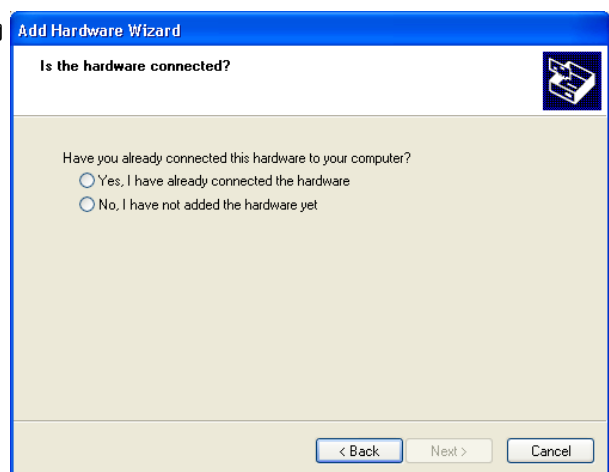 Add Hardware Wizard
Is the hardware connected?
Have you already connected this hardware to your computer?
Yes, I have already connected the hardware
No, I have not added the hardware yet
< Back Next > Cancel